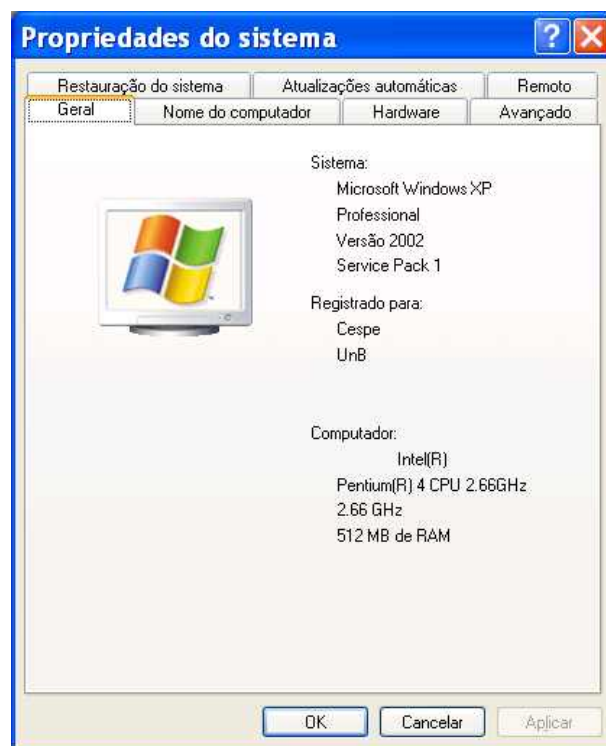 Propriedades do sistema
Restauração do sistema Atualizações automáticas Remoto
Geral Nome do computador Hardware Avançado
Sistema:
Microsoft Windows XP
Professional
Versão 2002
Service Pack 1
Registrado para:
Cespe
UnB
Computador:
Intel(R)
Pentium(R) 4 CPU 2.66GHz
2.66 GHz
512 MB de RAM
OK Cancelar Aplicar